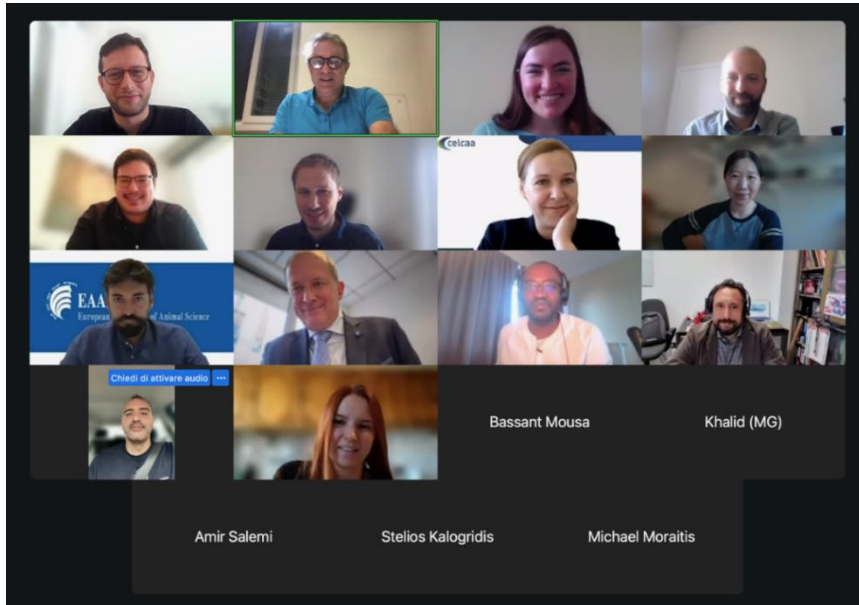 celcaa
EAA
European
of Animal Science
Chiedi di attivare audio
Bassant Mousa
Khalid (MG)
Amir Salemi
Stelios Kalogridis
Michael Moraitis